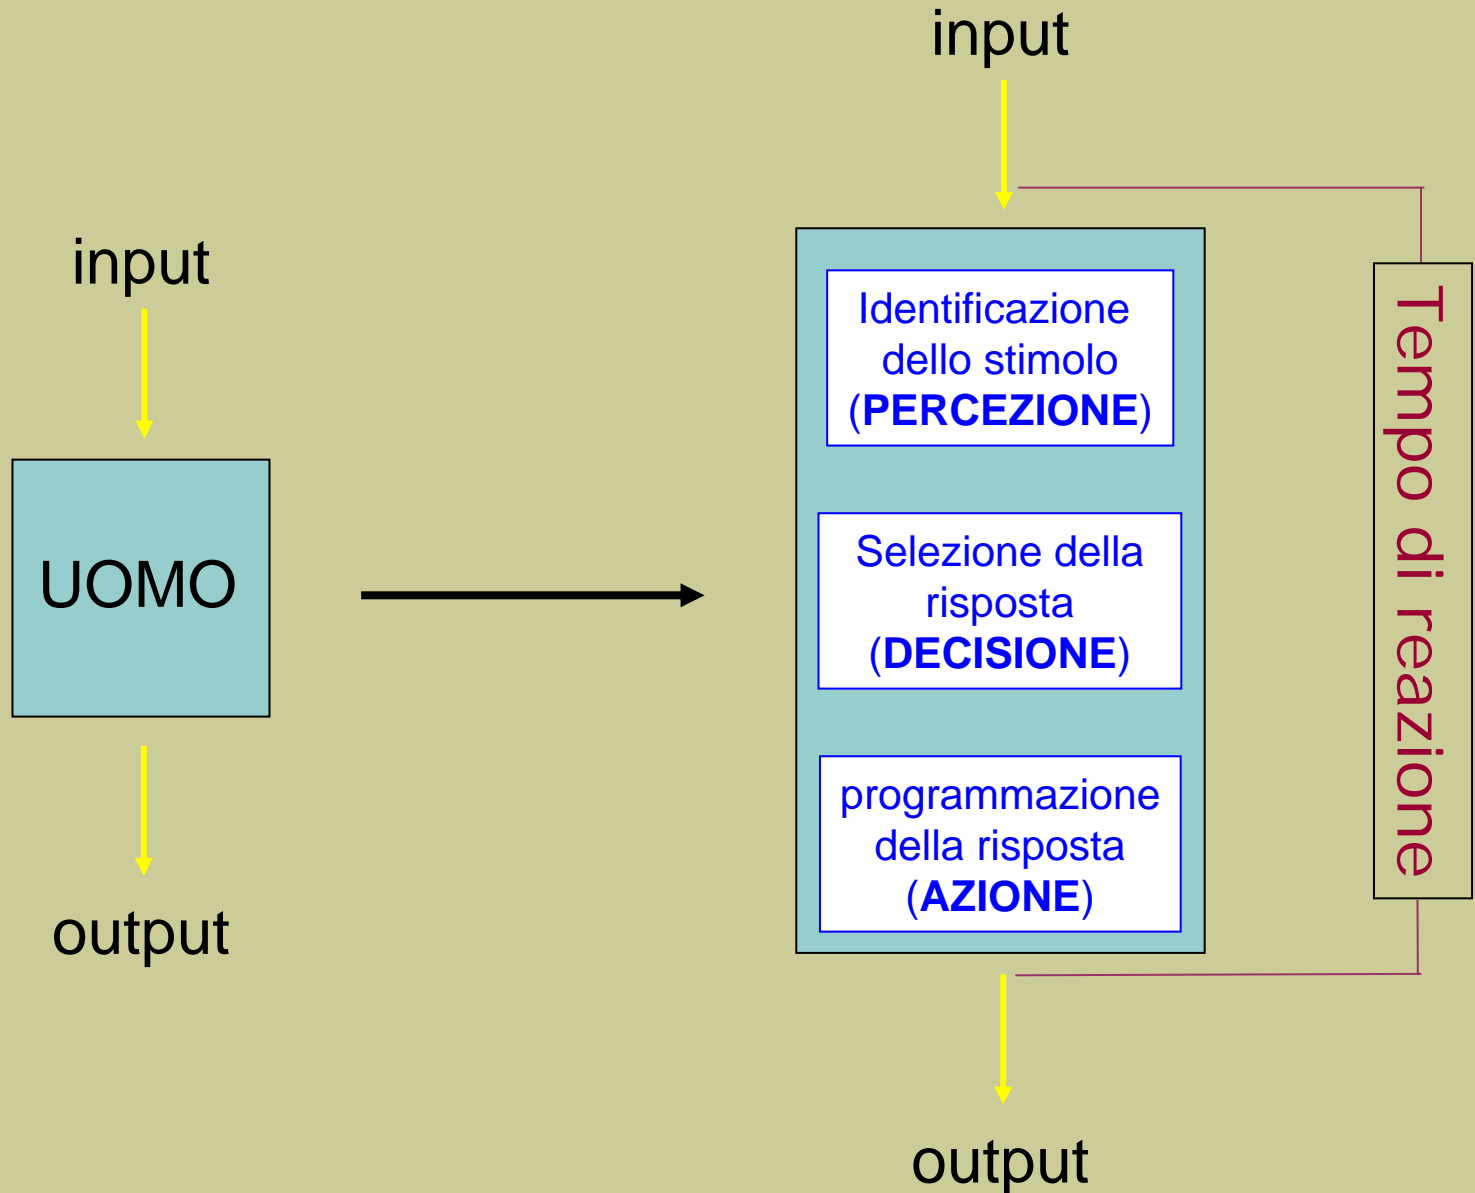 input
UOMO
output
input
Identificazione
dello stimolo
(PERCEZIONE)
Selezione della
risposta
(DECISIONE)
programmazione
della risposta
(AZIONE)
output
Tempo di reazione